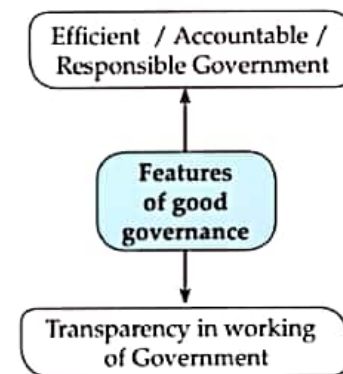 Efficient / Accountable /
Responsible Government
Features
of good
governance
Transparency in working
of Government